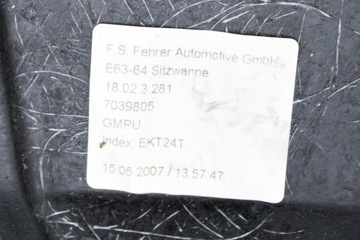 F.S. Fehrer Automotive GmbH
E63-64 Sitzwanne
18.02.3.281
7039805
GMPU
Index: EKT24T
15.05.2007 / 13:57:47